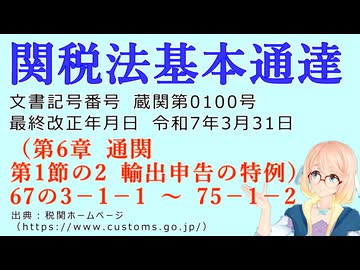 関税法基本通達
文書記号番号 蔵関第0100号
最終改正年月日 令和7年3月31日
（第6章 通関
第1節の2 輸出申告の特例）
67の3－1－1 ～ 75－1－2
出典：税関ホームページ
（https://www.customs.go.jp/）